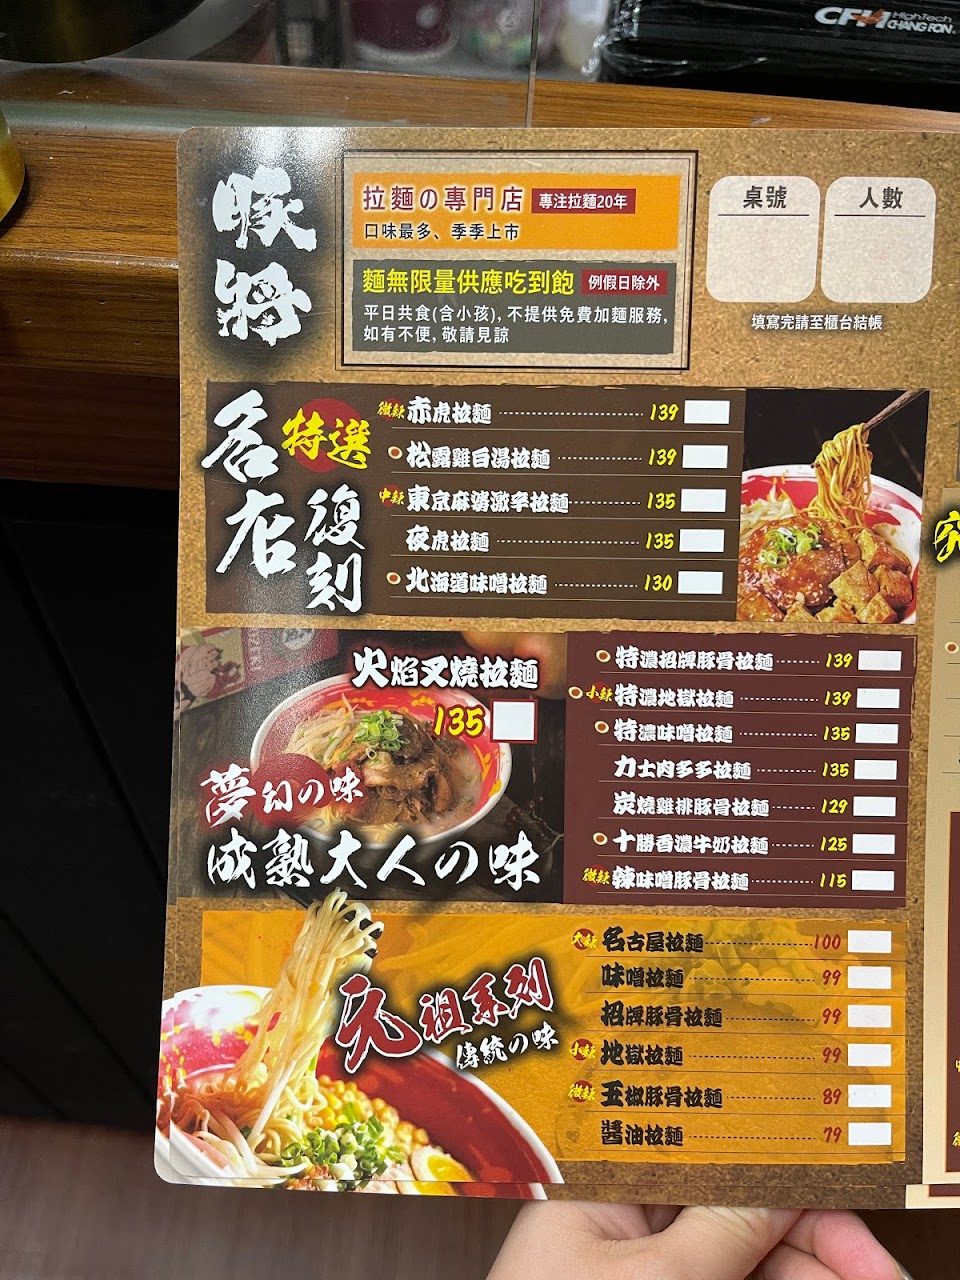 CFM HighTech
CHANG FON.
豚將
拉麵の專門店 專注拉麵20年
口味最多、季季上市
麵無限量供應吃到飽 例假日除外
平日共食(含小孩), 不提供免費加麵服務,
如有不便, 敬請見諒
桌號
人數
填寫完請至櫃台結帳
名店
特選
復刻
微辣 赤虎拉麵 139
松露雞白湯拉麵 139
中辣 東京麻婆激辛拉麵 135
夜虎拉麵 135
北海道味噌拉麵 130
火焰叉燒拉麵
135
夢幻の味
成熟大人の味
特濃招牌豚骨拉麵 139
小辣 特濃地獄拉麵 139
特濃味噌拉麵 135
力士肉多多拉麵 135
炭燒雞排豚骨拉麵 129
十勝香濃牛奶拉麵 125
微辣 辣味噌豚骨拉麵 115
元祖系列
傳統の味
大辣 名古屋拉麵 100
味噌拉麵 99
招牌豚骨拉麵 99
小辣 地獄拉麵 99
微辣 五椒豚骨拉麵 89
醬油拉麵 79